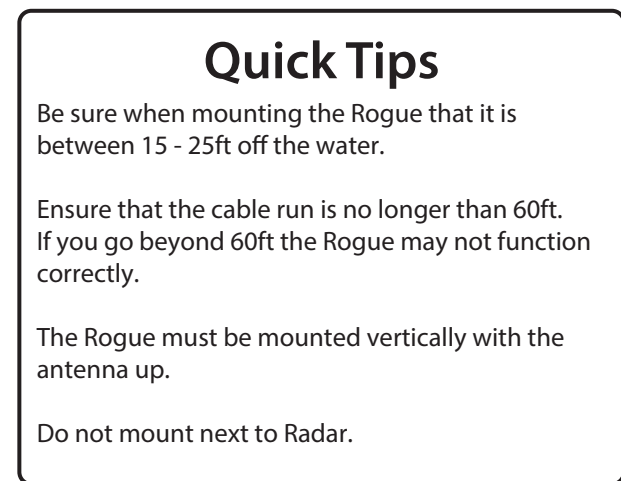 Quick Tips
Be sure when mounting the Rogue that it is
between 15 - 25ft off the water.
Ensure that the cable run is no longer than 60ft.
If you go beyond 60ft the Rogue may not function
correctly.
The Rogue must be mounted vertically with the
antenna up.
Do not mount next to Radar.